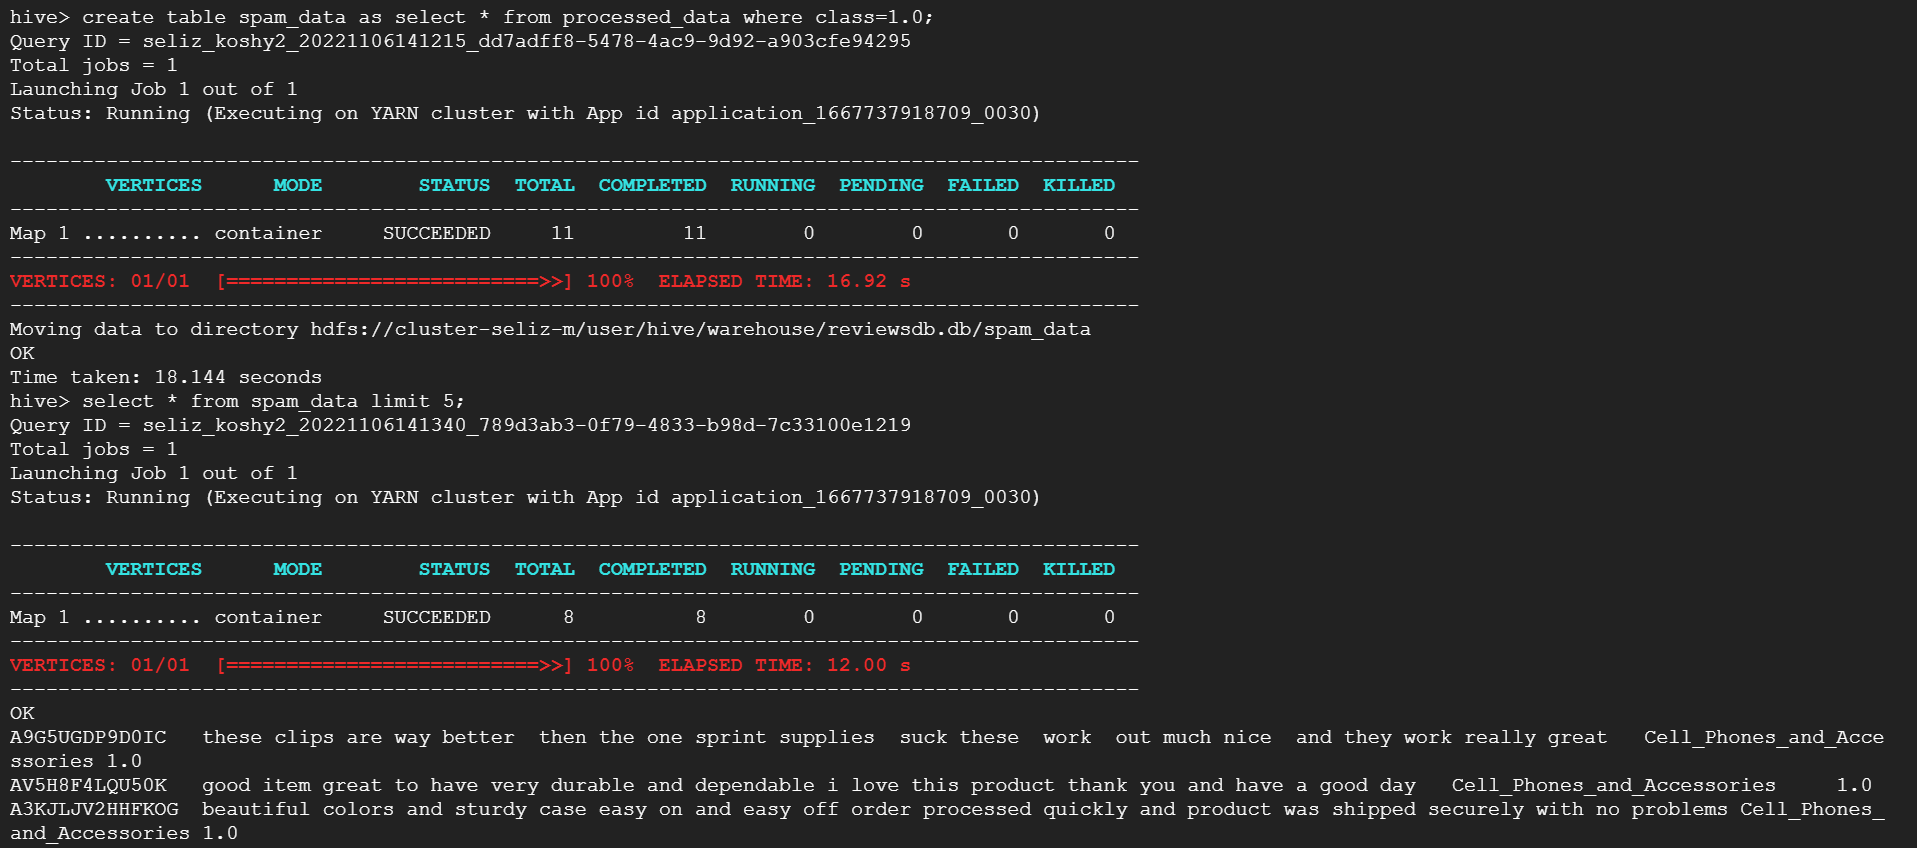 hive> create table spam_data as select * from processed_data where class=1.0;
Query ID = seliz_koshy2_20221106141215_dd7adff8-5478-4ac9-9d92-a903cfe94295
Total jobs = 1
Launching Job 1 out of 1
Status: Running (Executing on YARN cluster with App id application_1667737918709_0030)
----------------------------------------------------------------------------------------------
        VERTICES      MODE        STATUS  TOTAL  COMPLETED  RUNNING  PENDING  FAILED  KILLED
----------------------------------------------------------------------------------------------
Map 1 .......... container     SUCCEEDED     11         11        0        0       0       0
----------------------------------------------------------------------------------------------
VERTICES: 01/01  [==========================>>] 100%  ELAPSED TIME: 16.92 s
----------------------------------------------------------------------------------------------
Moving data to directory hdfs://cluster-seliz-m/user/hive/warehouse/reviewsdb.db/spam_data
OK
Time taken: 18.144 seconds
hive> select * from spam_data limit 5;
Query ID = seliz_koshy2_20221106141340_789d3ab3-0f79-4833-b98d-7c33100e1219
Total jobs = 1
Launching Job 1 out of 1
Status: Running (Executing on YARN cluster with App id application_1667737918709_0030)
----------------------------------------------------------------------------------------------
        VERTICES      MODE        STATUS  TOTAL  COMPLETED  RUNNING  PENDING  FAILED  KILLED
----------------------------------------------------------------------------------------------
Map 1 .......... container     SUCCEEDED      8          8        0        0       0       0
----------------------------------------------------------------------------------------------
VERTICES: 01/01  [==========================>>] 100%  ELAPSED TIME: 12.00 s
----------------------------------------------------------------------------------------------
OK
A9G5UGDP9D0IC   these clips are way better  then the one sprint supplies  suck these  work  out much nice  and they work really great   Cell_Phones_and_Acce
ssories 1.0
AV5H8F4LQU50K   good item great to have very durable and dependable i love this product thank you and have a good day   Cell_Phones_and_Accessories     1.0
A3KJLJV2HHFKOG  beautiful colors and sturdy case easy on and easy off order processed quickly and product was shipped securely with no problems Cell_Phones_
and_Accessories 1.0